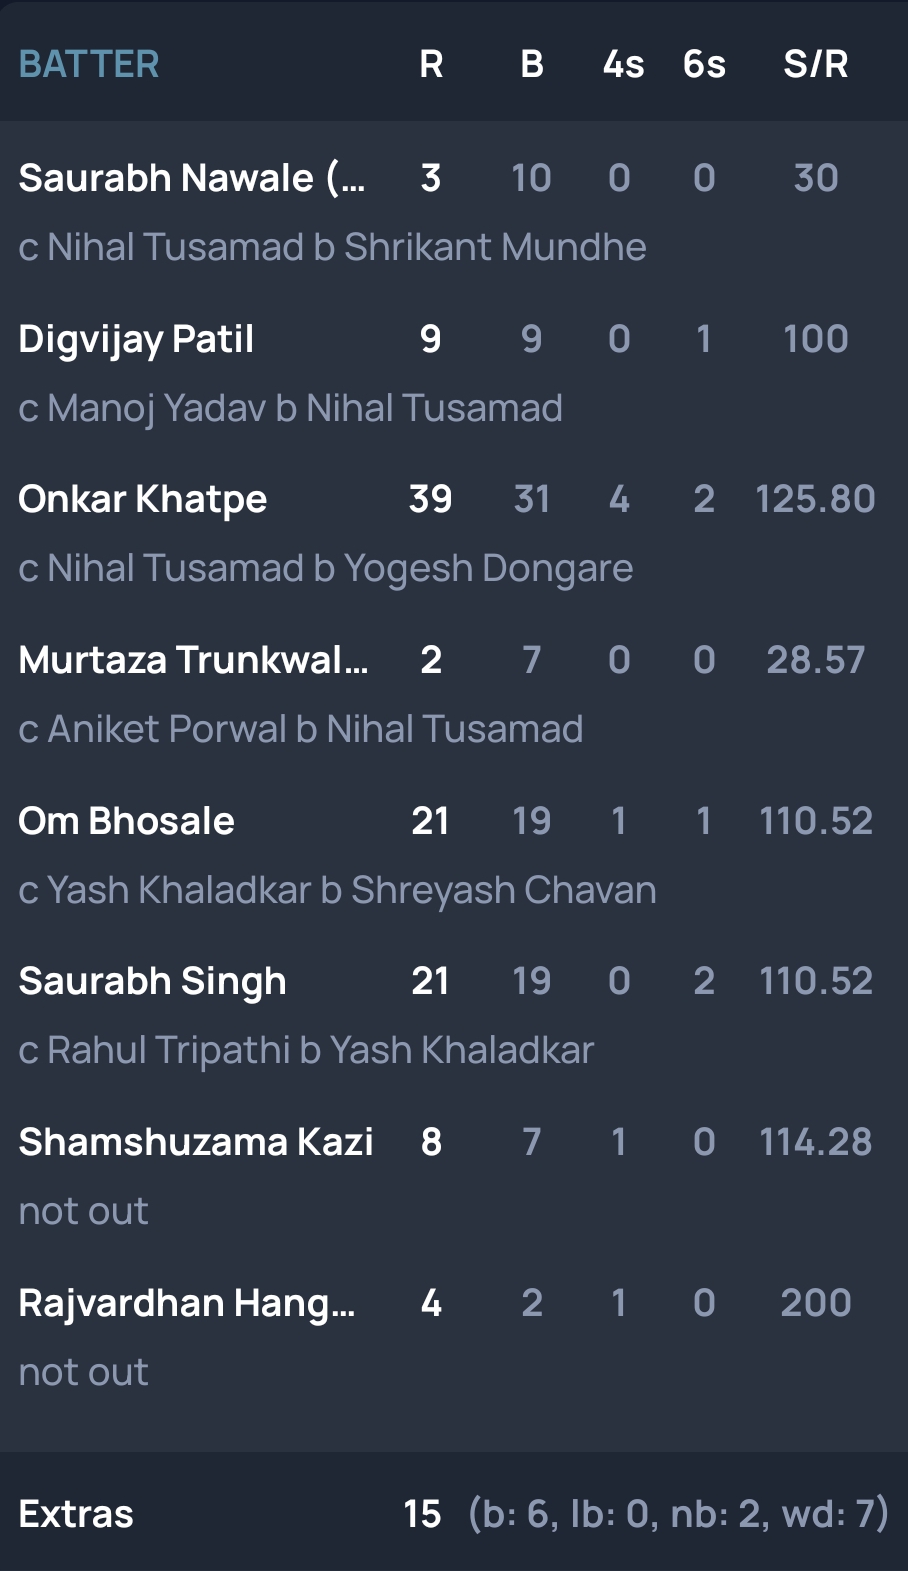 BATTER R B 4s 6s S/R
Saurabh Nawale (... 3 10 0 0 30
c Nihal Tusamad b Shrikant Mundhe
Digvijay Patil 9 9 0 1 100
c Manoj Yadav b Nihal Tusamad
Onkar Khatpe 39 31 4 2 125.80
c Nihal Tusamad b Yogesh Dongare
Murtaza Trunkwal... 2 7 0 0 28.57
c Aniket Porwal b Nihal Tusamad
Om Bhosale 21 19 1 1 110.52
c Yash Khaladkar b Shreyash Chavan
Saurabh Singh 21 19 0 2 110.52
c Rahul Tripathi b Yash Khaladkar
Shamshuzama Kazi 8 7 1 0 114.28
not out
Rajvardhan Hang... 4 2 1 0 200
not out
Extras 15 (b: 6, lb: 0, nb: 2, wd: 7)